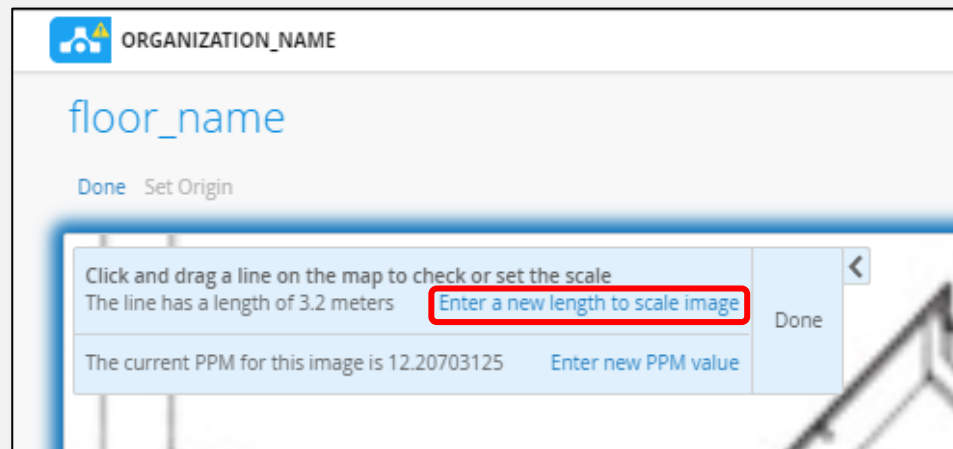 ORGANIZATION_NAME
floor_name
Done Set Origin
Click and drag a line on the map to check or set the scale
The line has a length of 3.2 meters Enter a new length to scale image
Done
The current PPM for this image is 12.20703125 Enter new PPM value